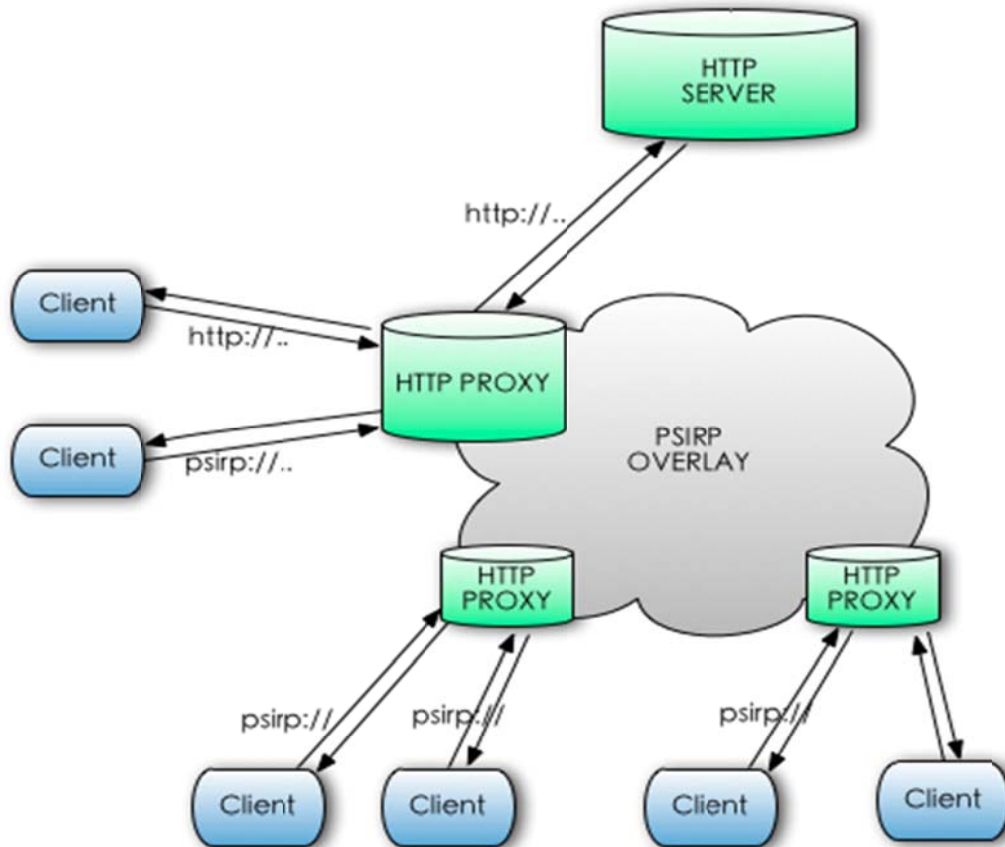 HTTP
SERVER
http://..
Client
http://..
HTTP PROXY
Client
psirp://..
PSIRP
OVERLAY
HTTP
PROXY
HTTP
PROXY
psirp://
psirp://
psirp://
Client
Client
Client
Client